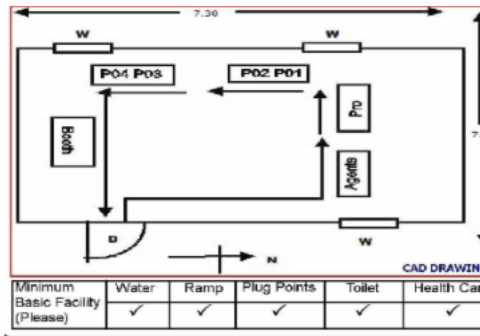 7.30
W W
P04 P03 P02 P01
Booth
Pro
Agents
D
W
N
CAD DRAWIN
Minimum Basic Facility (Please) Water Ramp Plug Points Toilet Health Car
✓ ✓ ✓ ✓ ✓